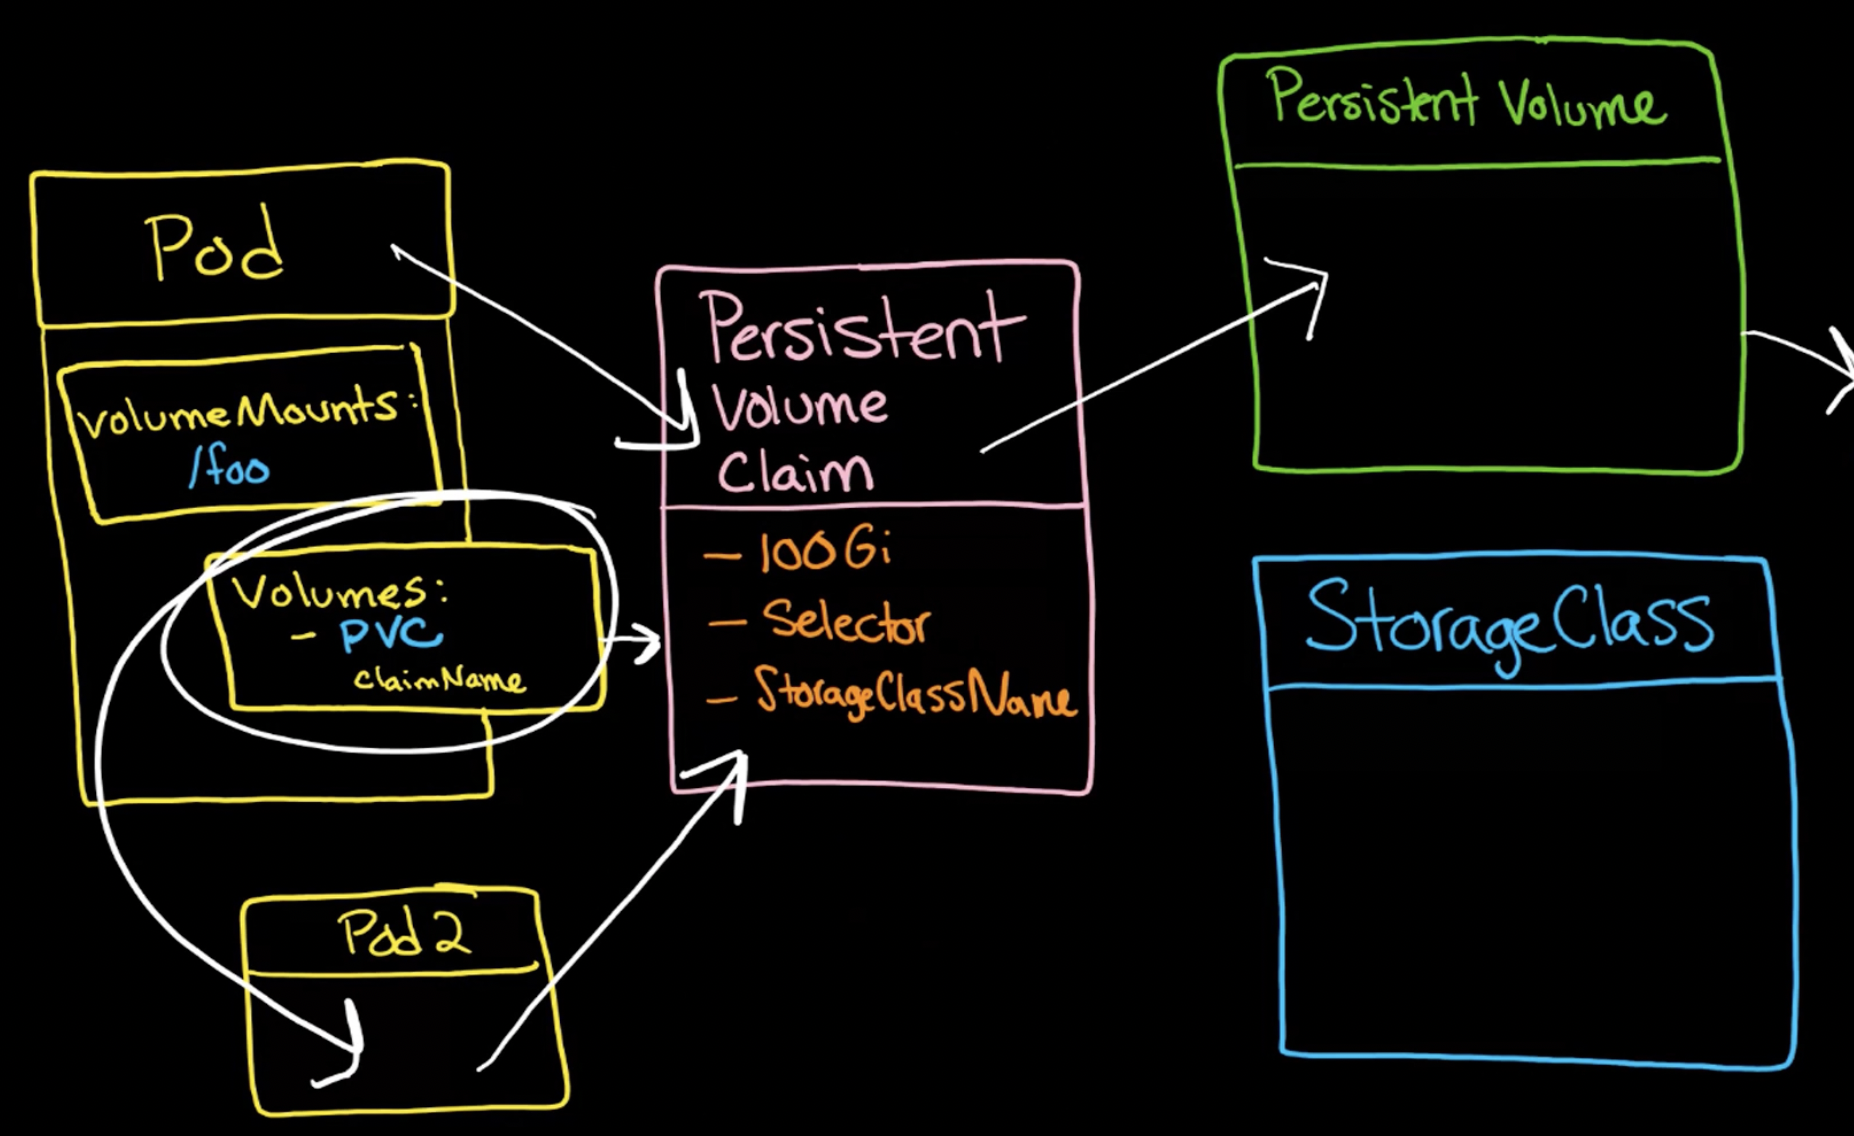 Pod
volumeMounts:
/foo
Volumes:
- PVC
claimName
Pod 2
Persistent
Volume
Claim
- 100Gi
- Selector
- StorageClassName
Persistent Volume
StorageClass